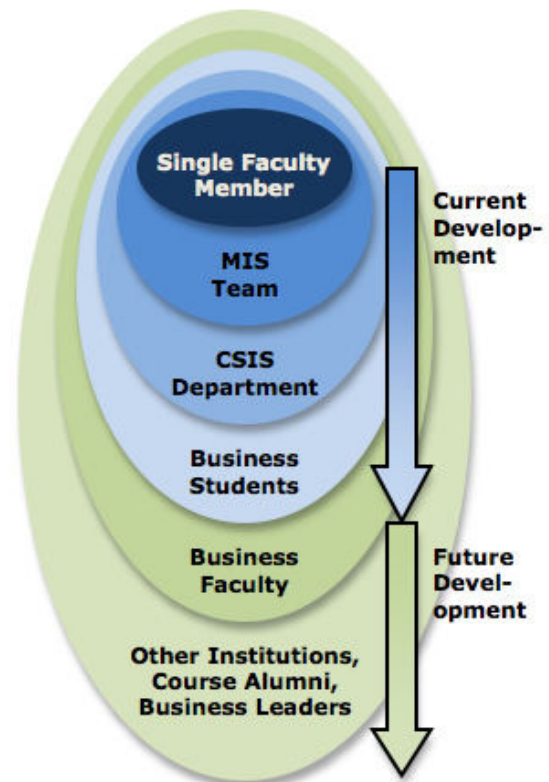 Single Faculty
Member
Current
Develop-
ment
MIS
Team
CSIS
Department
Business
Students
Business
Faculty
Future
Devel-
opment
Other Institutions,
Course Alumni,
Business Leaders